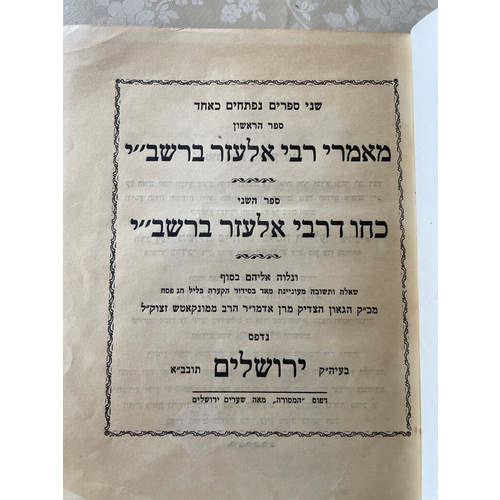 שני ספרים נפתחים כאחד
ספר הראשון
מאמרי רבי אלעזר ברשב״י
ספר השני
כחו דרבי אלעזר ברשב״י
ונלוה אליהם בסוף
שאלה ותשובה מעוניינת מאד בסידור הקערה בליל חג פסח
מכ״ק הגאון הצדיק מרן אדמו״ר הרב ממונקאטש זצוק״ל
נדפס
בעיה״ק ירושלים תובב״א
דפוס „המסורה״ מאה שערים ירושלים